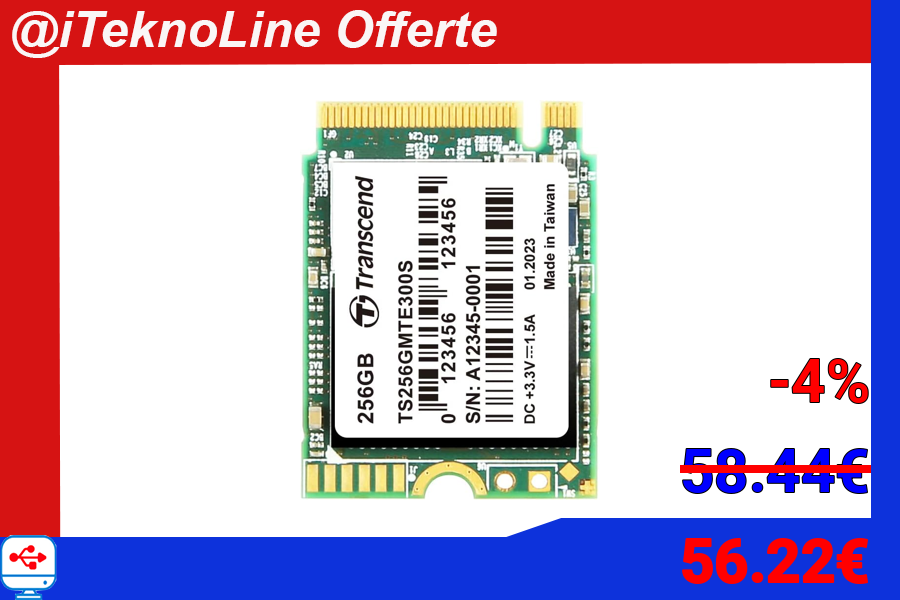 @iTeknoLine Offerte
256GB
Transcend
TS256GMTE300S
0 123456 123456
S/N: A12345-0001
DC +3.3V⎓1.5A 01.2023
Made in Taiwan
-4%
58.44€
56.22€